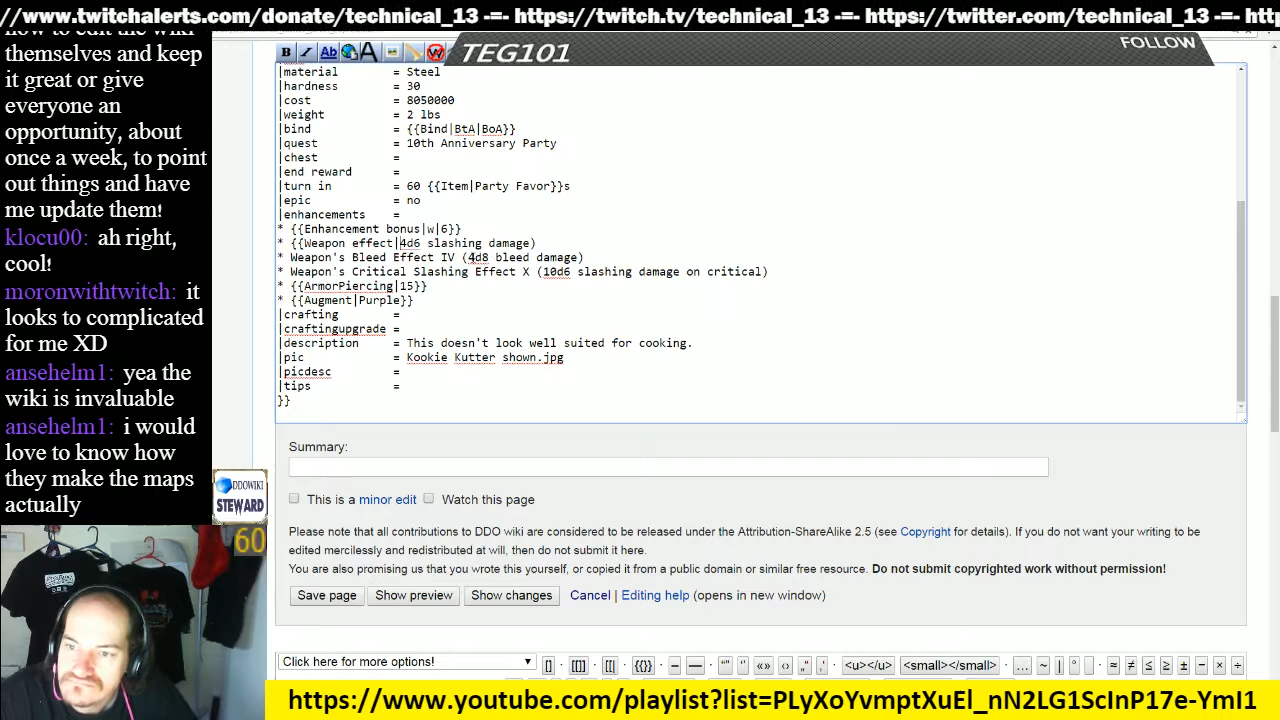 //www.twitchalerts.com/donate/technical_13 -=- https://twitch.tv/technical_13 -=- https://twitter.com/technical_13 -=- http
how to edit the wiki
themselves and keep
it great or give
everyone an
opportunity, about
once a week, to point
out things and have
me update them!
klocu00: ah right,
cool!
moronwithtwitch: it
looks to complicated
for me XD
ansehelm1: yea the
wiki is invaluable
ansehelm1: i would
love to know how
they make the maps
actually
DDOWIKI
STEWARD
60
TEG101
FOLLOW
B I Ab A W
|material = Steel
|hardness = 30
|cost = 8050000
|weight = 2 lbs
|bind = {{Bind|BtA|BoA}}
|quest = 10th Anniversary Party
|chest =
|end reward =
|turn in = 60 {{Item|Party Favor}}s
|epic = no
|enhancements =
* {{Enhancement bonus|w|6}}
* {{Weapon effect|4d6 slashing damage)
* Weapon's Bleed Effect IV (4d8 bleed damage)
* Weapon's Critical Slashing Effect X (10d6 slashing damage on critical)
* {{ArmorPiercing|15}}
* {{Augment|Purple}}
|crafting =
|craftingupgrade =
|description = This doesn't look well suited for cooking.
|pic = Kookie Kutter shown.jpg
|picdesc =
|tips =
}}
Summary:
This is a minor edit Watch this page
Please note that all contributions to DDO wiki are considered to be released under the Attribution-ShareAlike 2.5 (see Copyright for details). If you do not want your writing to be
edited mercilessly and redistributed at will, then do not submit it here.
You are also promising us that you wrote this yourself, or copied it from a public domain or similar free resource. Do not submit copyrighted work without permission!
Save page Show preview Show changes Cancel | Editing help (opens in new window)
Click here for more options! [] · [[]] · [[| · {{}} · – · — · “” · ‘’ · «» · ‹› · „“ · ‚‘ · <u></u> · <small></small> · … · ~ · | · ° · · ≈ · ≠ · ≤ · ≥ · ± · − · × · ÷
https://www.youtube.com/playlist?list=PLyXoYvmptXuEl_nN2LG1ScInP17e-YmI1